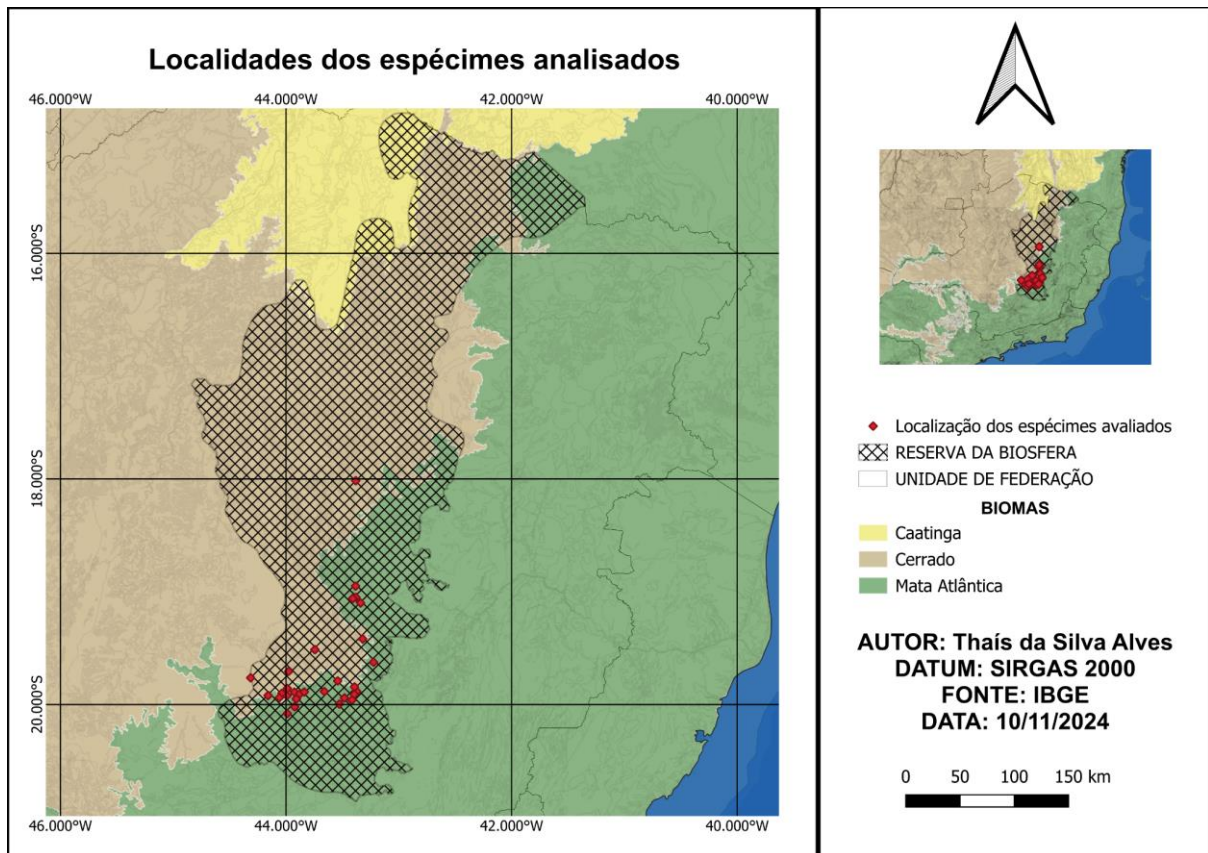 Localidades dos espécimes analisados
46.000°W 44.000°W 42.000°W 40.000°W
16.000°S
18.000°S
20.000°S
46.000°W 44.000°W 42.000°W 40.000°W
Localização dos espécimes avaliados
RESERVA DA BIOSFERA
UNIDADE DE FEDERAÇÃO
BIOMAS
Caatinga
Cerrado
Mata Atlântica
AUTOR: Thaís da Silva Alves
DATUM: SIRGAS 2000
FONTE: IBGE
DATA: 10/11/2024
0 50 100 150 km